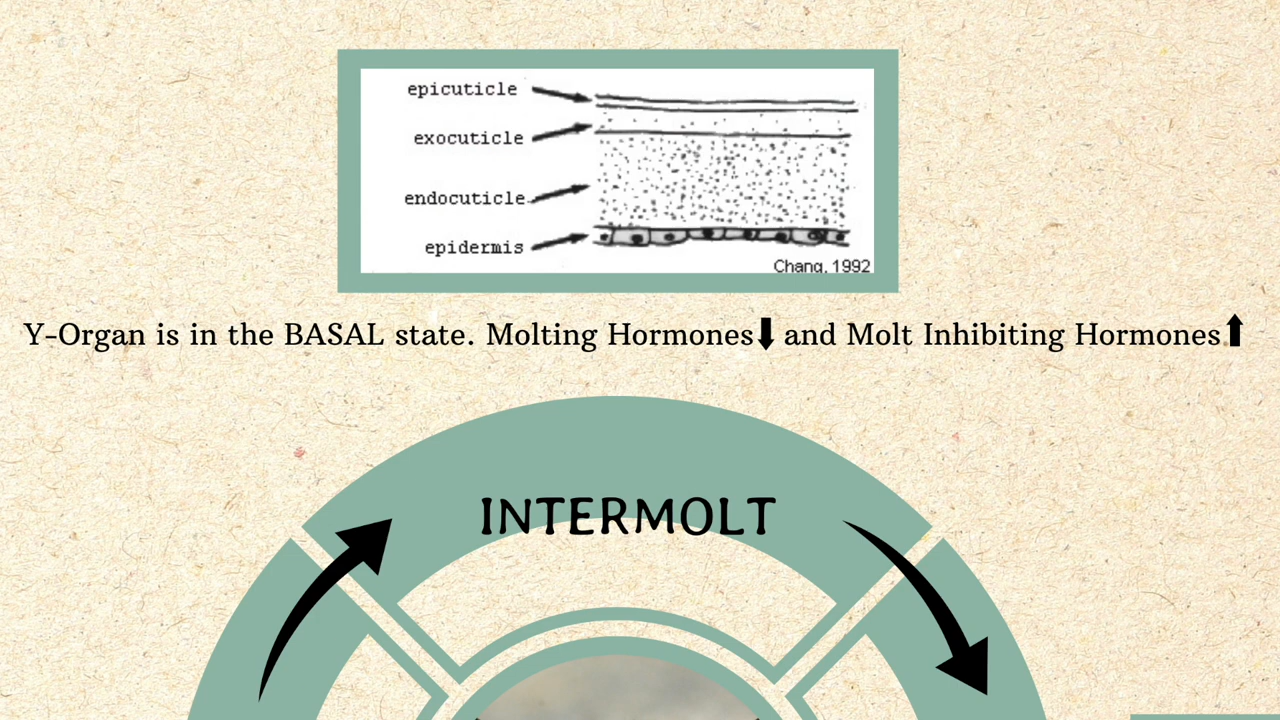 epicuticle
exocuticle
endocuticle
epidermis
Chang, 1992
Y-Organ is in the BASAL state. Molting Hormones⬇ and Molt Inhibiting Hormones⬆
INTERMOLT